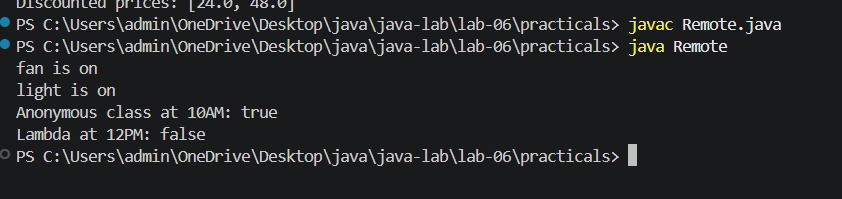 Discounted prices: [24.0, 48.0]
PS C:\Users\admin\OneDrive\Desktop\java\java-lab\lab-06\practicals> javac Remote.java
PS C:\Users\admin\OneDrive\Desktop\java\java-lab\lab-06\practicals> java Remote
fan is on
light is on
Anonymous class at 10AM: true
Lambda at 12PM: false
PS C:\Users\admin\OneDrive\Desktop\java\java-lab\lab-06\practicals>